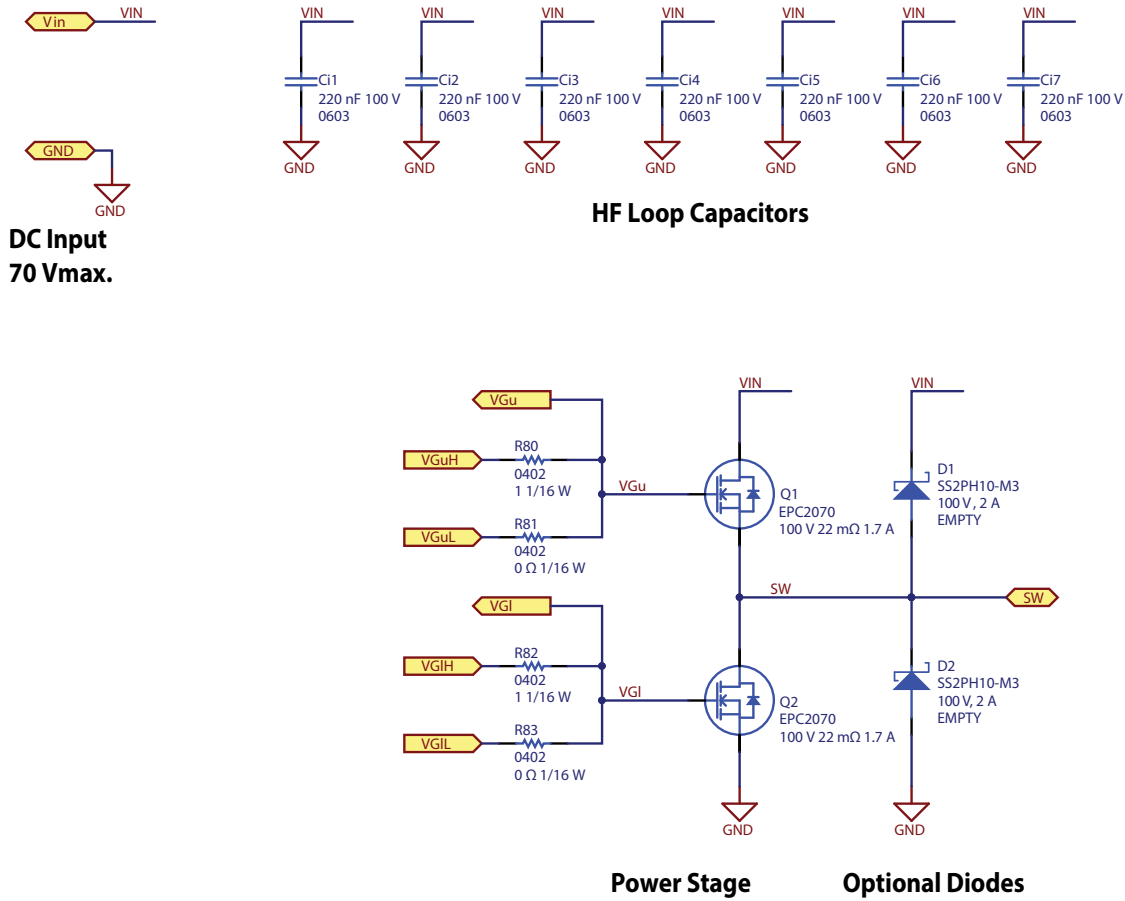 Vin
VIN
GND
GND
DC Input
70 Vmax.
VIN
Ci1
220 nF 100 V
0603
GND
VIN
Ci2
220 nF 100 V
0603
GND
VIN
Ci3
220 nF 100 V
0603
GND
VIN
Ci4
220 nF 100 V
0603
GND
VIN
Ci5
220 nF 100 V
0603
GND
VIN
Ci6
220 nF 100 V
0603
GND
VIN
Ci7
220 nF 100 V
0603
GND
HF Loop Capacitors
VGu
VGuH
R80
0402
1 1/16 W
VGuL
R81
0402
0 Ω 1/16 W
VGu
VGl
VGlH
R82
0402
1 1/16 W
VGlL
R83
0402
0 Ω 1/16 W
VGl
VIN
Q1
EPC2070
100 V 22 mΩ 1.7 A
SW
Q2
EPC2070
100 V 22 mΩ 1.7 A
GND
Power Stage
VIN
D1
SS2PH10-M3
100 V, 2 A
EMPTY
SW
D2
SS2PH10-M3
100 V, 2 A
EMPTY
GND
Optional Diodes